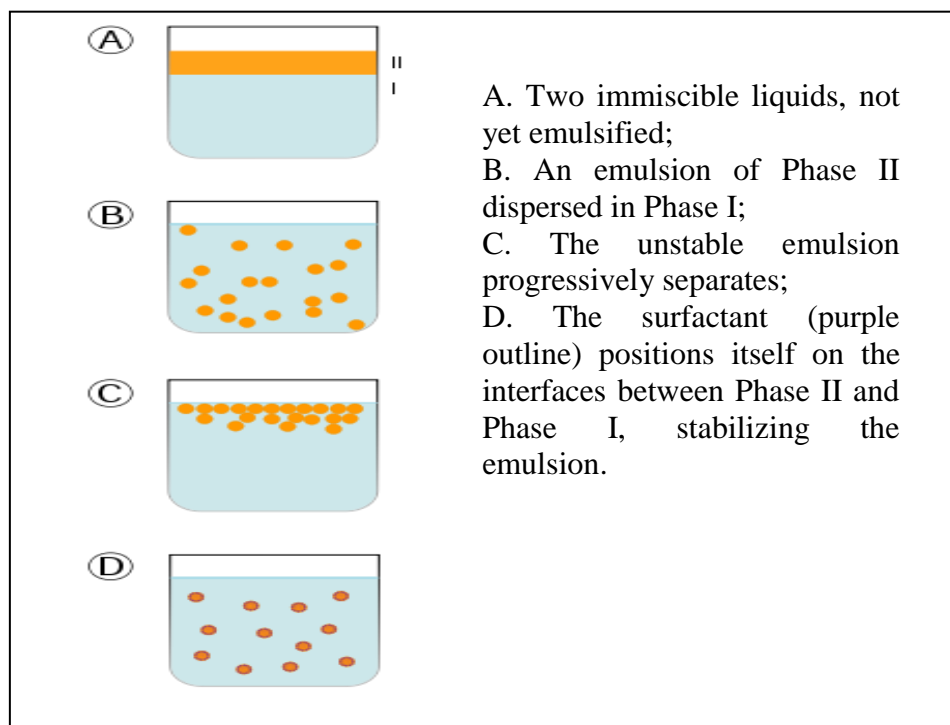 A
II
I
B
C
D
A. Two immiscible liquids, not
yet emulsified;
B. An emulsion of Phase II
dispersed in Phase I;
C. The unstable emulsion
progressively separates;
D. The surfactant (purple
outline) positions itself on the
interfaces between Phase II and
Phase I, stabilizing the
emulsion.